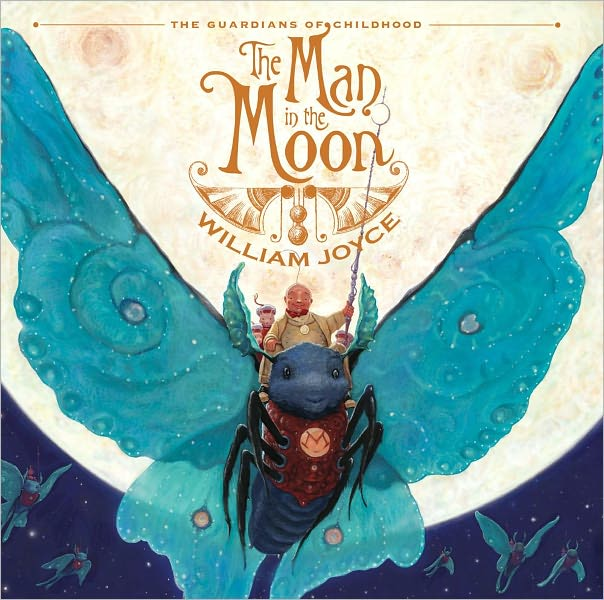 THE GUARDIANS OF CHILDHOOD
The Man
in the
Moon
WILLIAM JOYCE
M